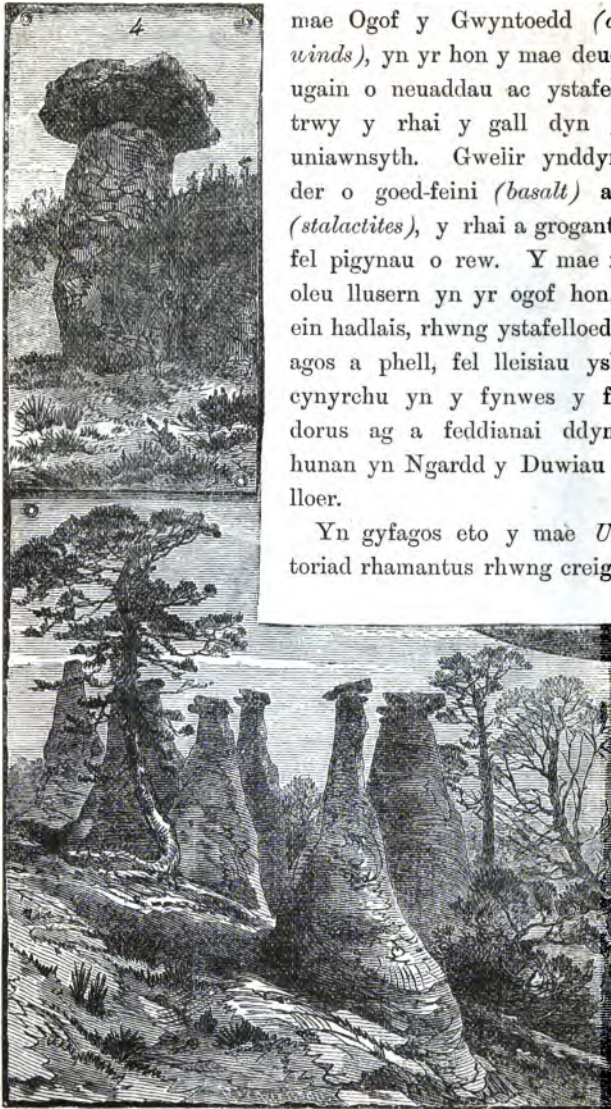 4
mae Ogof y Gwyntoedd (
winds), yn yr hon y mae deu
ugain o neuaddau ac ystafe
trwy y rhai y gall dyn
uniawnsyth. Gwelir ynddy
der o goed-feini (basalt) a
(stalactites), y rhai a grogant
fel pigynau o rew. Y mae
oleu llusern yn yr ogof hon
ein hadlais, rhwng ystafelloed
agos a phell, fel lleisiau ys
cynyrchu yn y fynwes y f
dorus ag a feddianai ddyn
hunan yn Ngardd y Duwiau
lloer.
Yn gyfagos eto y mae U
toriad rhamantus rhwng creig